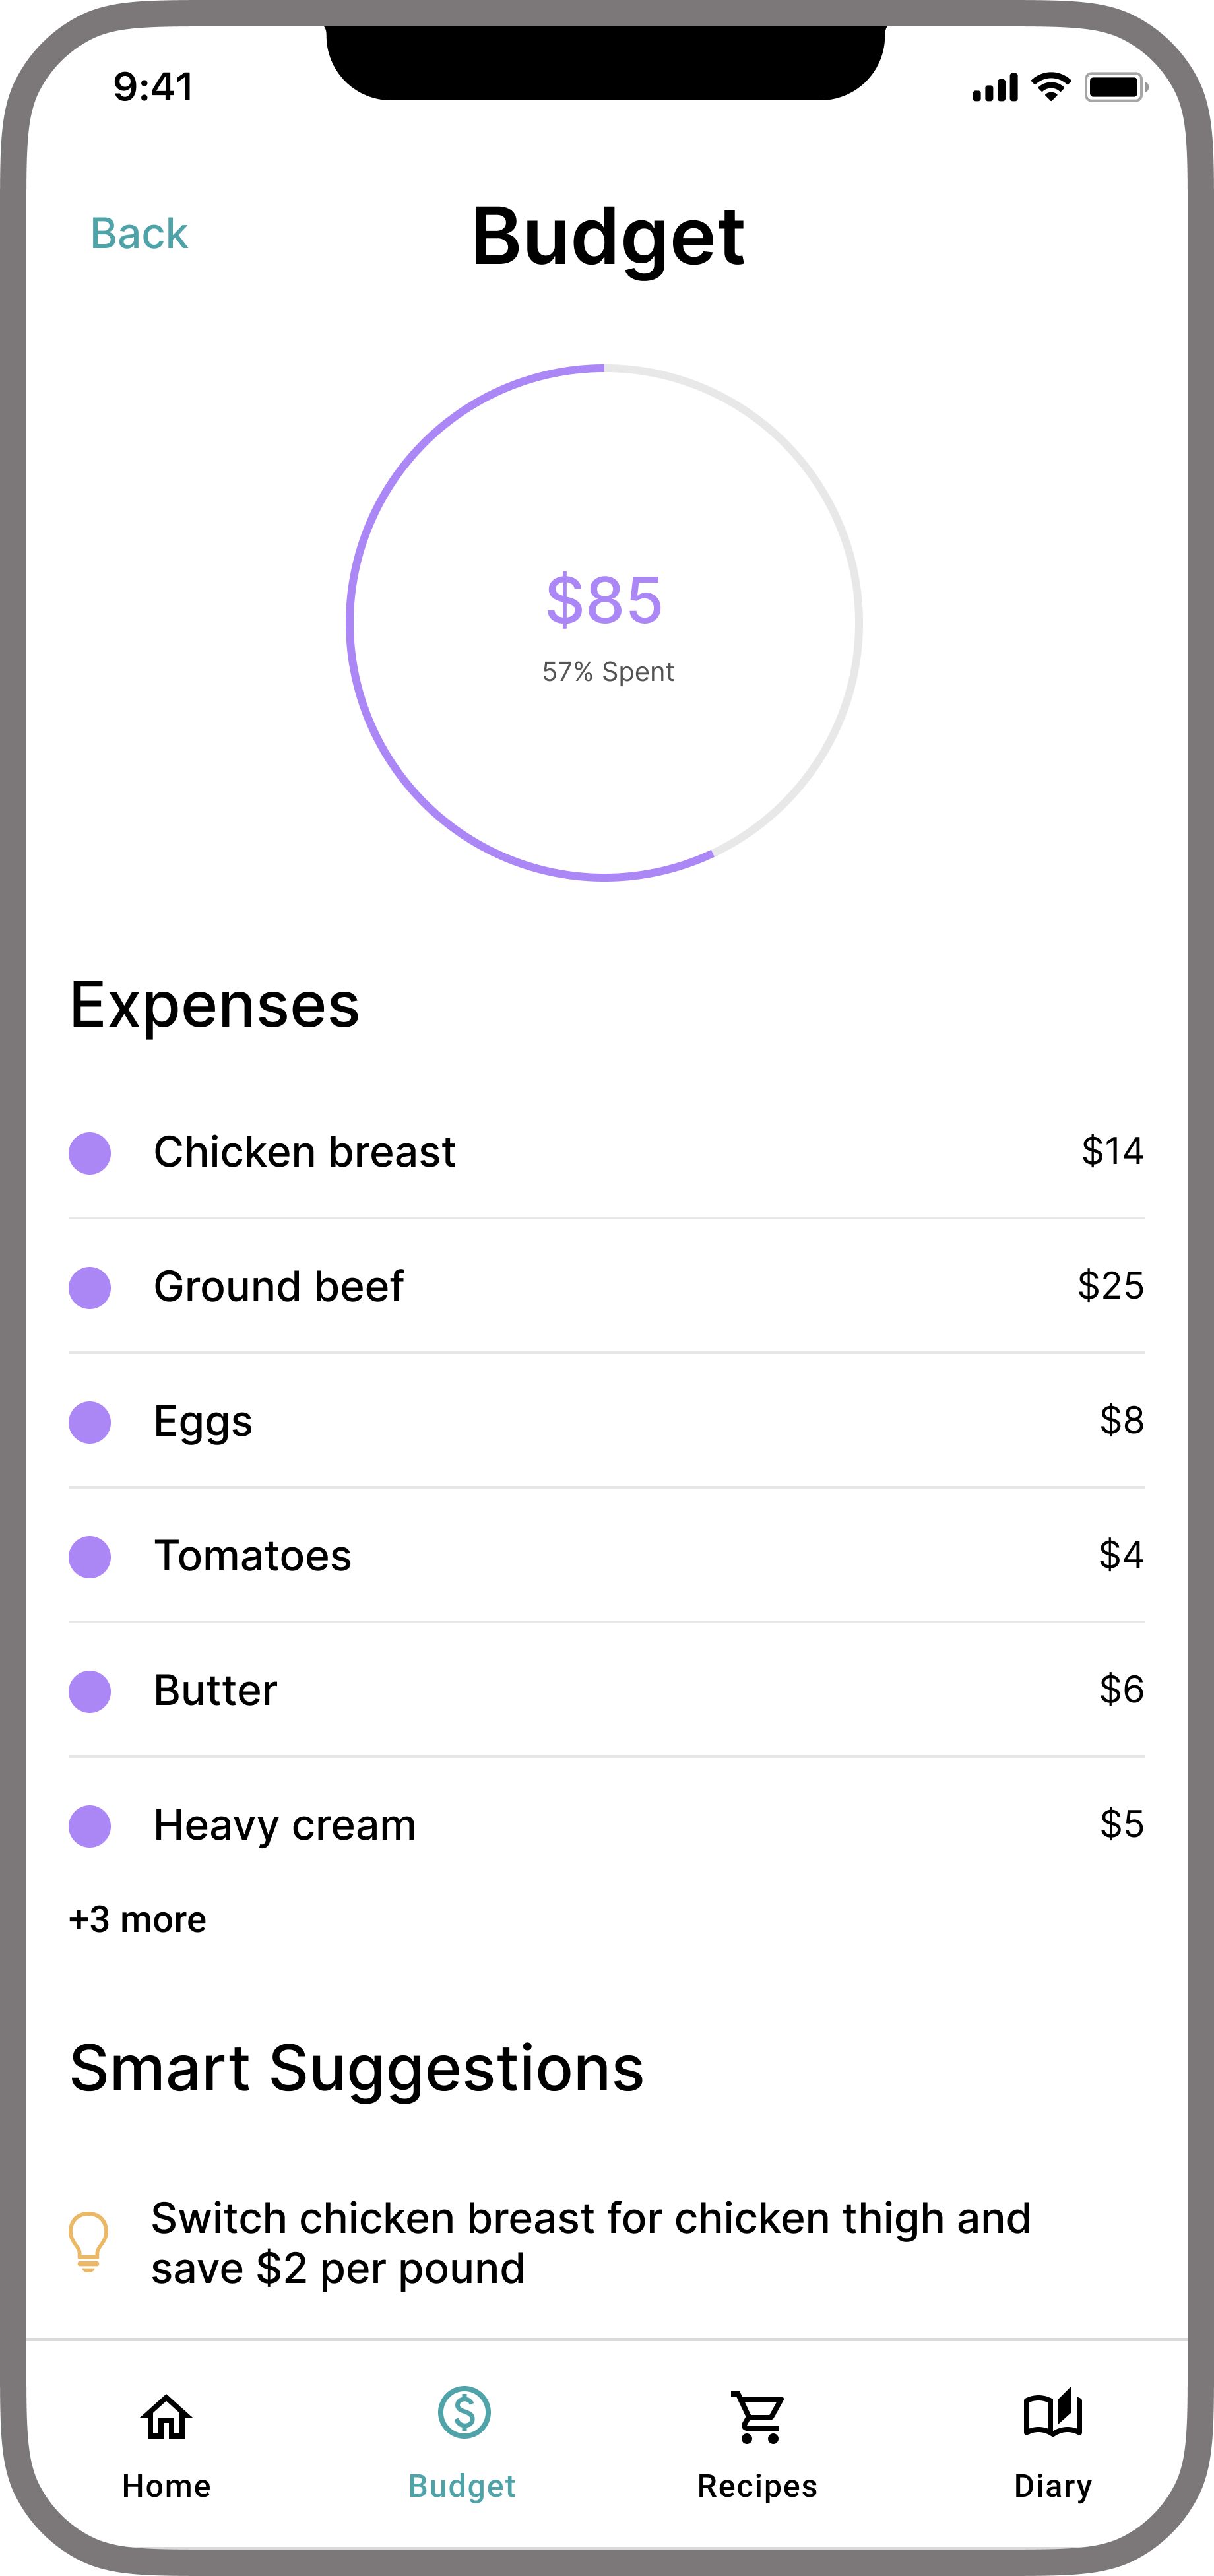 9:41
Back
Budget
$85
57% Spent
Expenses
Chicken breast $14
Ground beef $25
Eggs $8
Tomatoes $4
Butter $6
Heavy cream $5
+3 more
Smart Suggestions
Switch chicken breast for chicken thigh and
save $2 per pound
Home Budget Recipes Diary